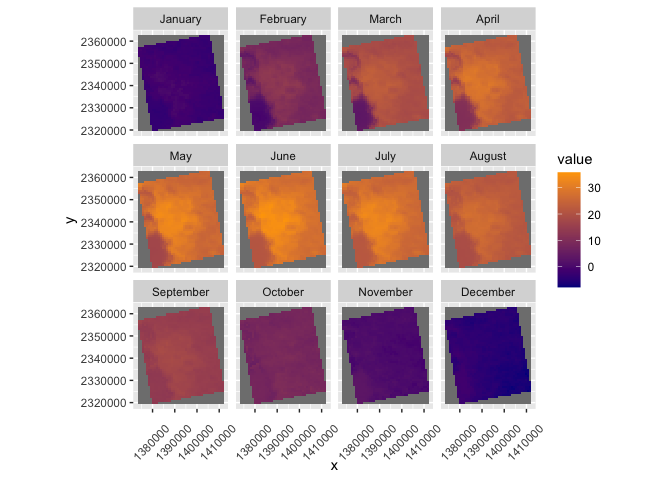 January February March April
2360000
2350000
2340000
2330000
2320000
May June July August
2360000
2350000
2340000
2330000
2320000
y
September October November December
2360000
2350000
2340000
2330000
2320000
1380000 1390000 1400000 1410000 1380000 1390000 1400000 1410000 1380000 1390000 1400000 1410000 1380000 1390000 1400000 1410000
x
value
30
20
10
0